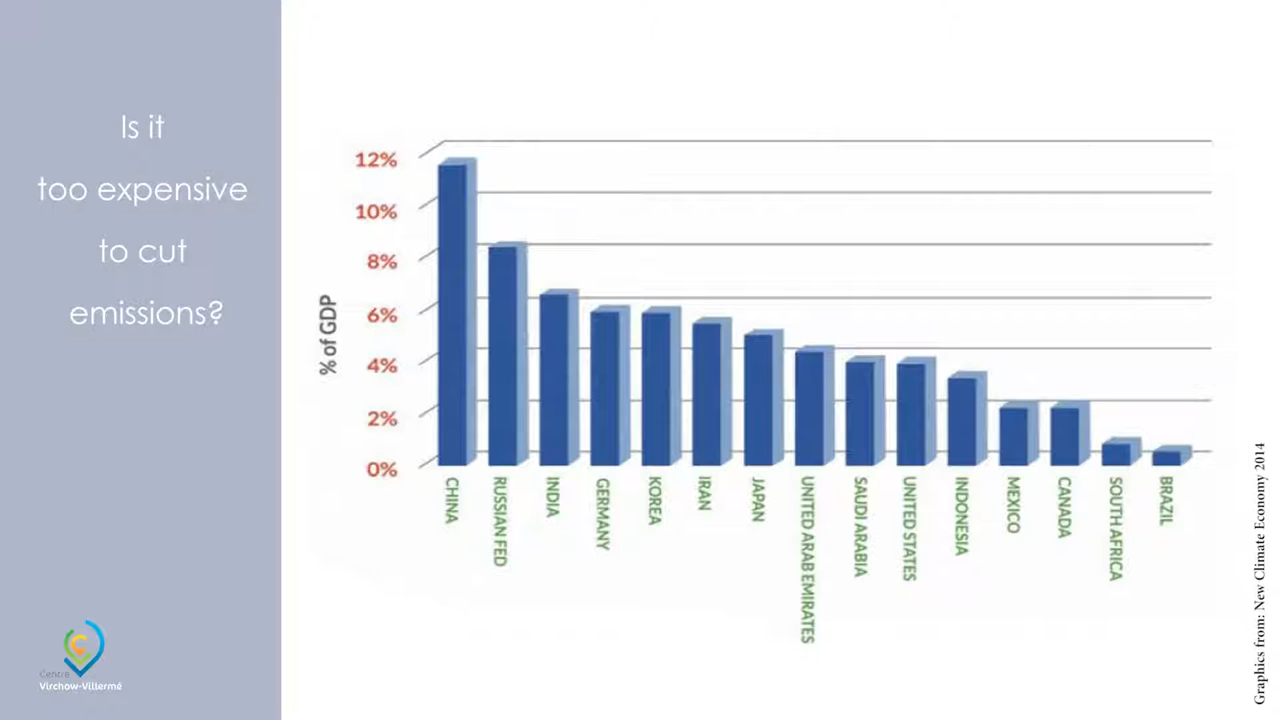 Is it
too expensive
to cut
emissions?
12%
10%
8%
6%
4%
2%
0%
% of GDP
CHINA
RUSSIAN FED
INDIA
GERMANY
KOREA
IRAN
JAPAN
UNITED ARAB EMIRATES
SAUDI ARABIA
UNITED STATES
INDONESIA
MEXICO
CANADA
SOUTH AFRICA
BRAZIL
Graphics from: New Climate Economy 2014
Centre
Virchow-Villermé